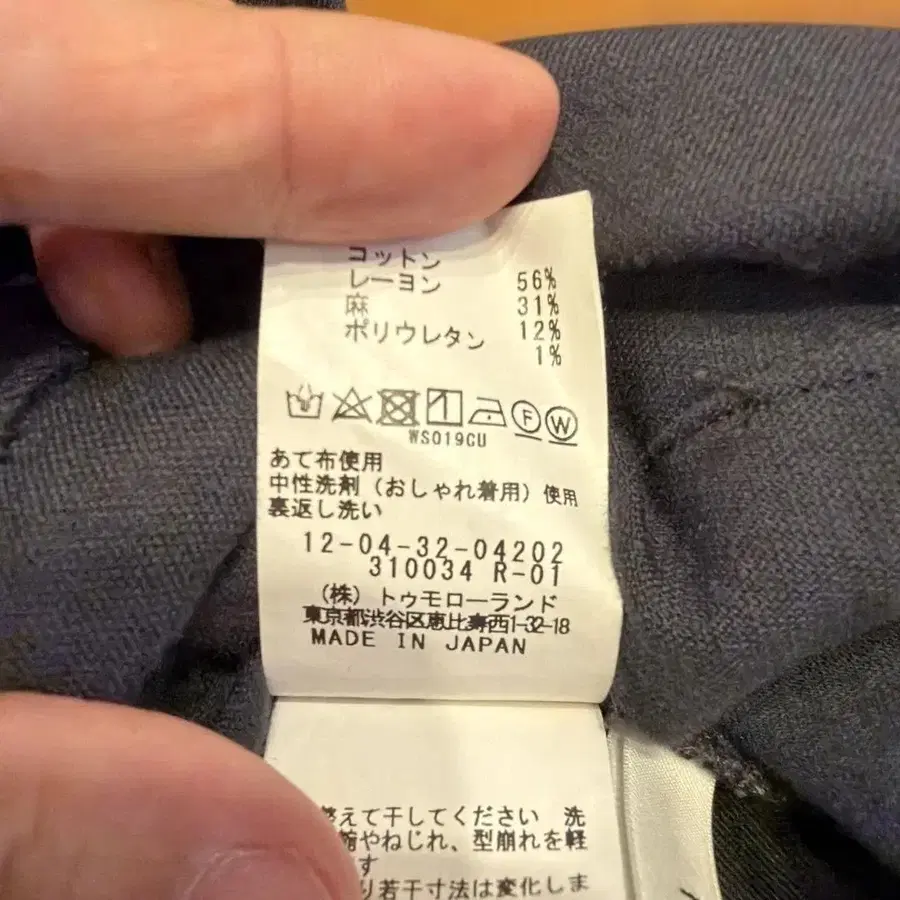 コットン 56%
レーヨン 31%
麻 12%
ポリウレタン 1%
F W
WS019CU
あて布使用
中性洗剤（おしゃれ着用）使用
裏返し洗い
12-04-32-04202
310034 R-01
（株）トゥモローランド
東京都渋谷区恵比寿西1-32-18
MADE IN JAPAN
えて干してください 洗
やねじれ、型崩れを軽
す
り若干寸法は変化しま